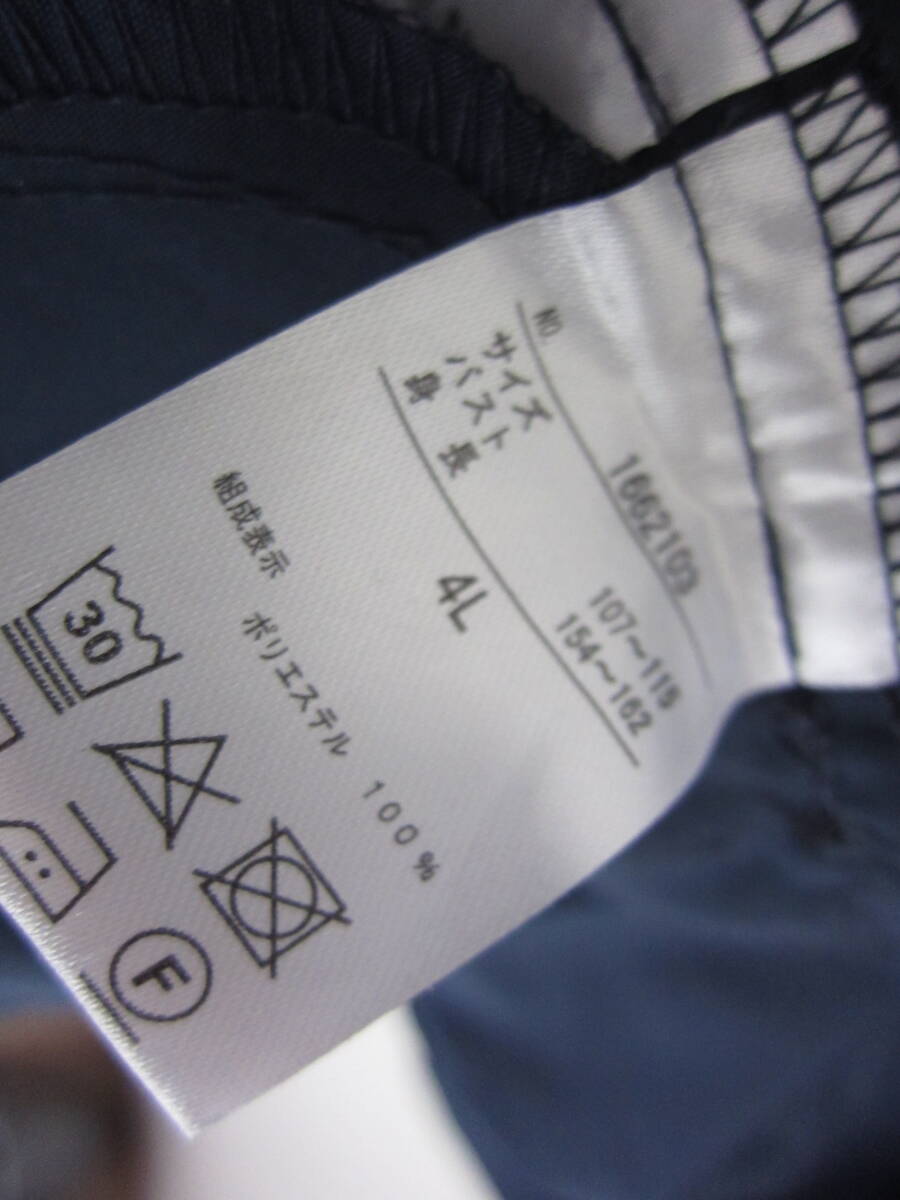 NO. 1662109
サイズ 4L
バスト 107〜115
身長 154〜162
組成表示
ポリエステル 100%
30
F